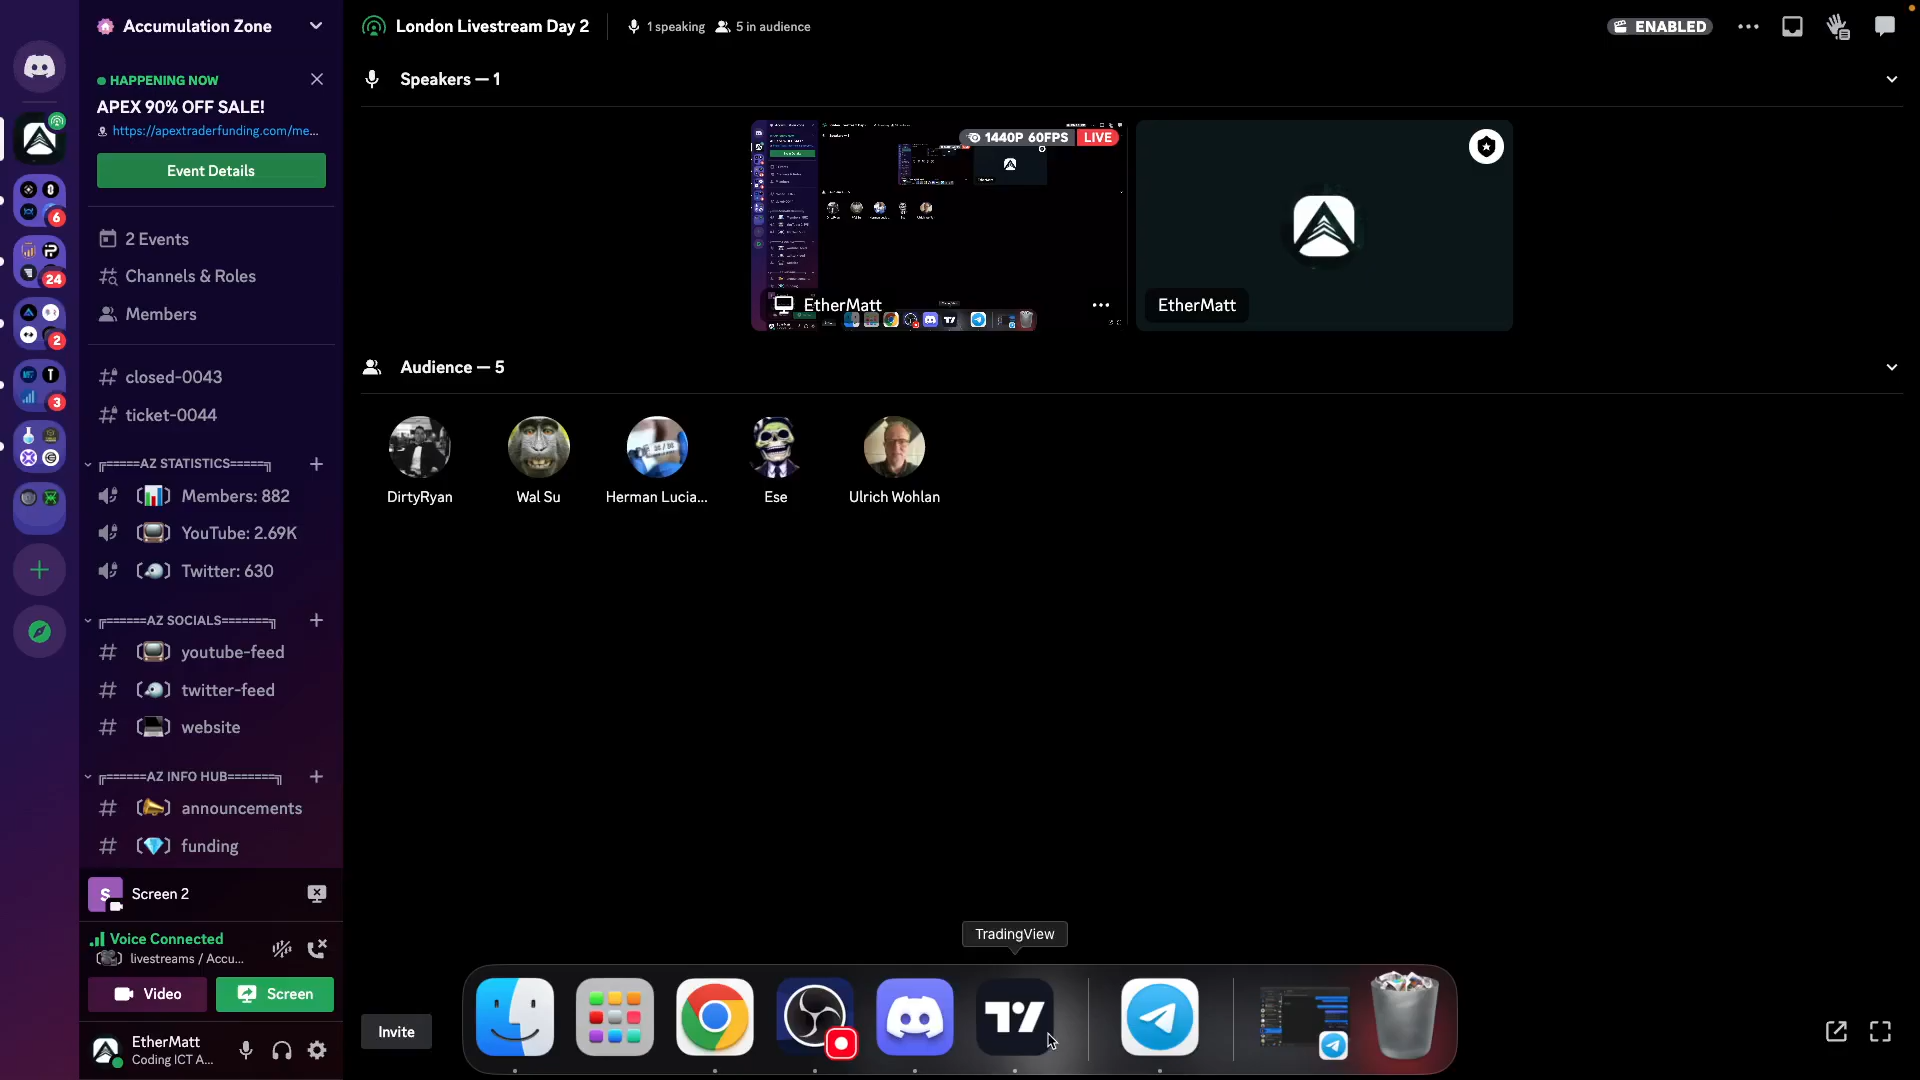 Accumulation Zone
HAPPENING NOW
APEX 90% OFF SALE!
https://apextraderfunding.com/me...
Event Details
2 Events
Channels & Roles
Members
closed-0043
ticket-0044
╔=====AZ STATISTICS=====╗
Members: 882
YouTube: 2.69K
Twitter: 630
╔======AZ SOCIALS=======╗
youtube-feed
twitter-feed
website
╔======AZ INFO HUB=======╗
announcements
funding
S
Screen 2
Voice Connected
livestreams / Accu...
Video
Screen
EtherMatt
Coding ICT A...
6
24
2
3
London Livestream Day 2
1 speaking
5 in audience
ENABLED
Speakers — 1
1440P 60FPS
LIVE
EtherMatt
EtherMatt
Audience — 5
DirtyRyan
Wal Su
Herman Lucia...
Ese
Ulrich Wohlan
TradingView
Invite